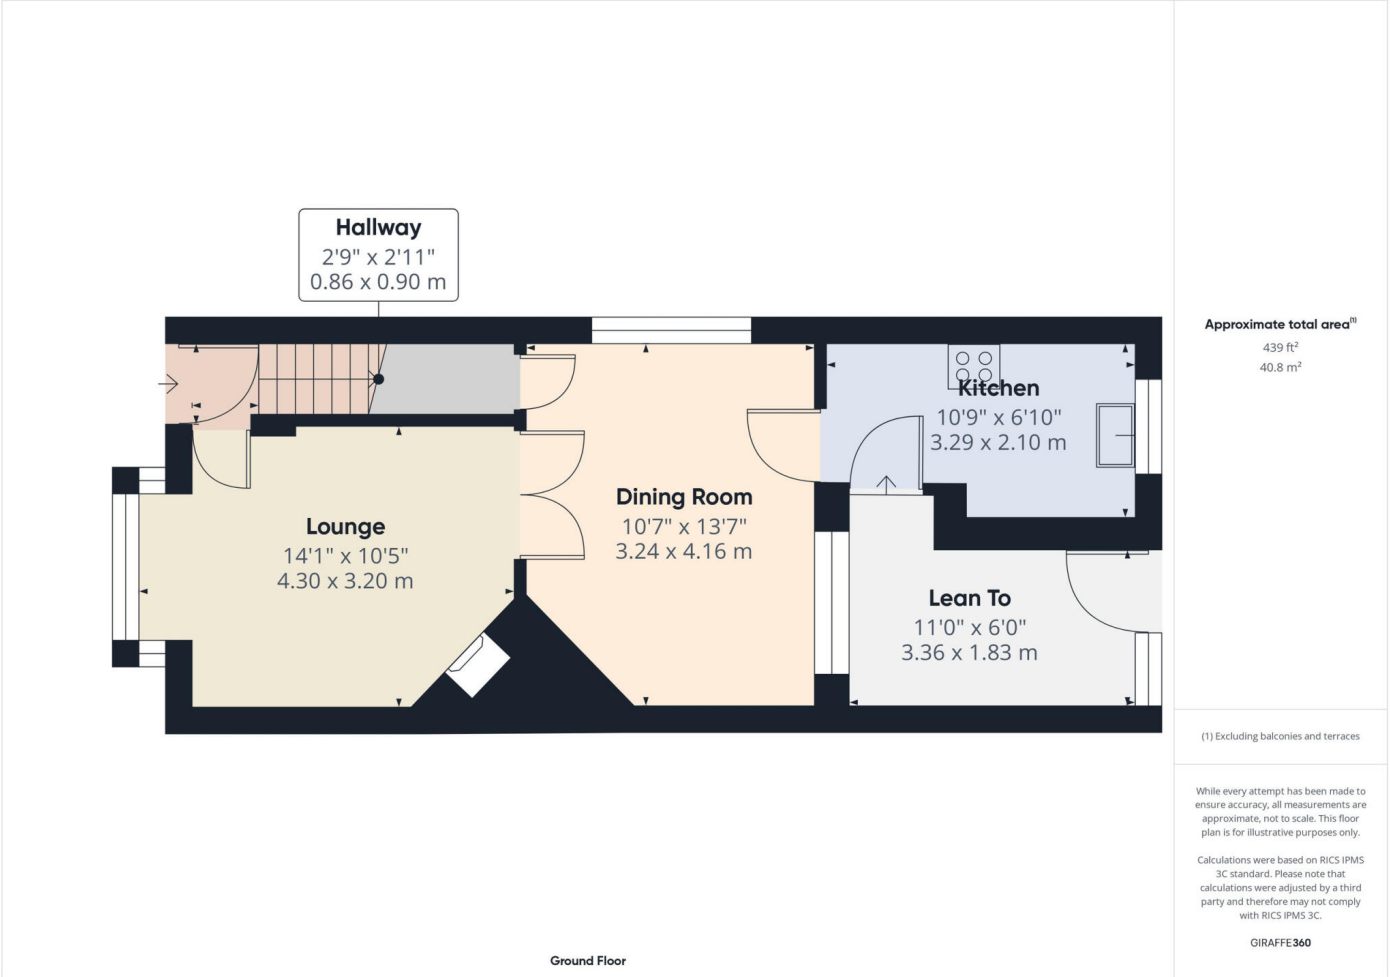 Hallway
2'9" x 2'11"
0.86 x 0.90 m
Kitchen
10'9" x 6'10"
3.29 x 2.10 m
Dining Room
10'7" x 13'7"
3.24 x 4.16 m
Lounge
14'1" x 10'5"
4.30 x 3.20 m
Lean To
11'0" x 6'0"
3.36 x 1.83 m
Ground Floor
Approximate total area⁽¹⁾
439 ft²
40.8 m²
(1) Excluding balconies and terraces
While every attempt has been made to
ensure accuracy, all measurements are
approximate, not to scale. This floor
plan is for illustrative purposes only.
Calculations were based on RICS IPMS
3C standard. Please note that
calculations were adjusted by a third
party and therefore may not comply
with RICS IPMS 3C.
GIRAFFE360